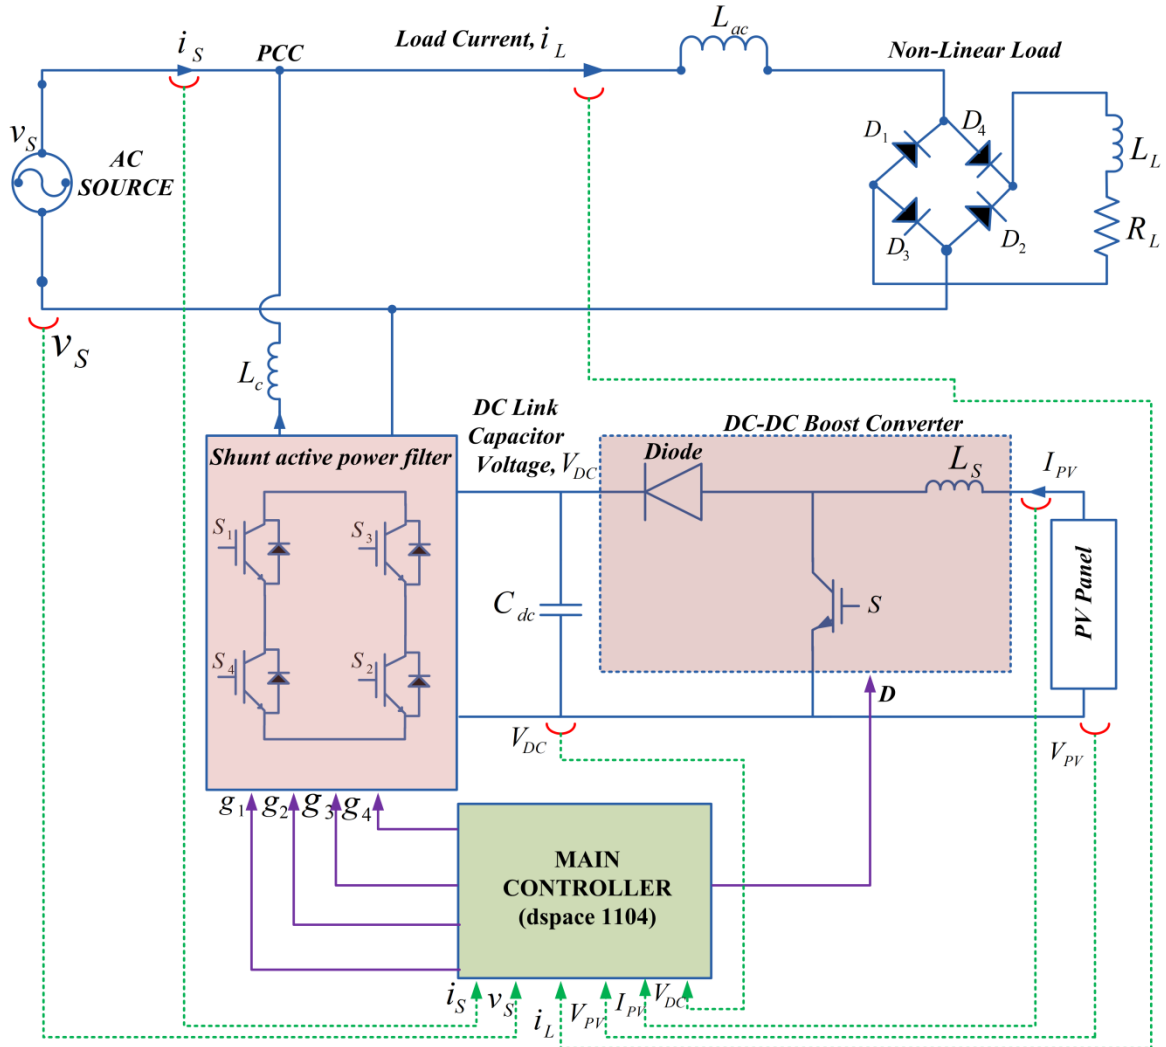 i_S
PCC
Load Current, i_L
L_ac
Non-Linear Load
v_S
AC
SOURCE
D_1
D_4
D_3
D_2
L_L
R_L
v_S
L_c
DC Link
Capacitor
Voltage, V_DC
DC-DC Boost Converter
Shunt active power filter
Diode
L_S
I_PV
S_1
S_3
S_4
S_2
C_dc
S
PV Panel
D
V_DC
V_PV
g_1
g_2
g_3
g_4
MAIN
CONTROLLER
(dspace 1104)
i_S
v_S
i_L
V_PV
I_PV
V_DC